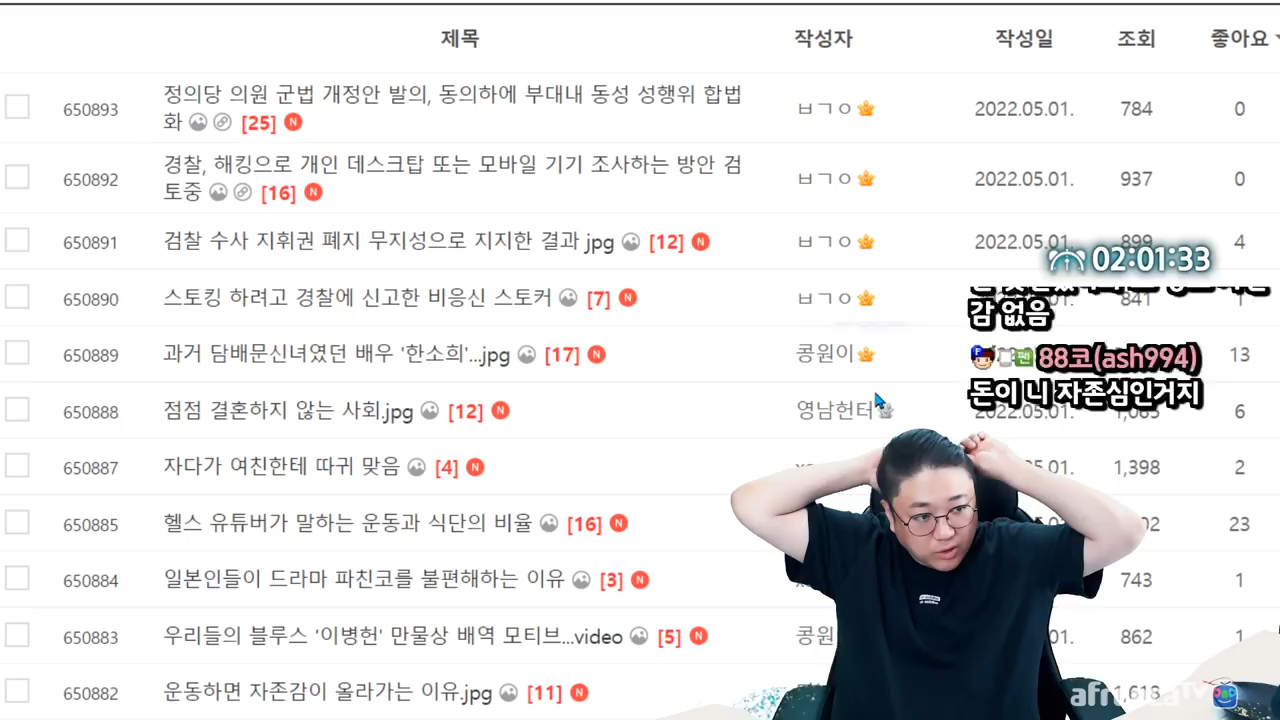 제목 작성자 작성일 조회 좋아요
650893 정의당 의원 군법 개정안 발의, 동의하에 부대내 동성 성행위 합법
화 [25] N ㅂㄱㅇ 2022.05.01. 784 0
650892 경찰, 해킹으로 개인 데스크탑 또는 모바일 기기 조사하는 방안 검
토중 [16] N ㅂㄱㅇ 2022.05.01. 937 0
650891 검찰 수사 지휘권 폐지 무지성으로 지지한 결과 jpg [12] N ㅂㄱㅇ 2022.05.01. 899 4
02:01:33
650890 스토킹 하려고 경찰에 신고한 비응신 스토커 [7] N ㅂㄱㅇ 841 1
감 없음
650889 과거 담배문신녀였던 배우 '한소희'...jpg [17] N 콩원이 13
88코(ash994)
돈이 니 자존심인거지
650888 점점 결혼하지 않는 사회.jpg [12] N 영남헌터 2022.05.01. 1,065 6
650887 자다가 여친한테 따귀 맞음 [4] N 05.01. 1,398 2
650885 헬스 유튜버가 말하는 운동과 식단의 비율 [16] N 23
650884 일본인들이 드라마 파친코를 불편해하는 이유 [3] N 01. 743 1
650883 우리들의 블루스 '이병헌' 만물상 배역 모티브...video [5] N 콩원 01. 862 1
650882 운동하면 자존감이 올라가는 이유.jpg [11] N 1,618
afreecaTV